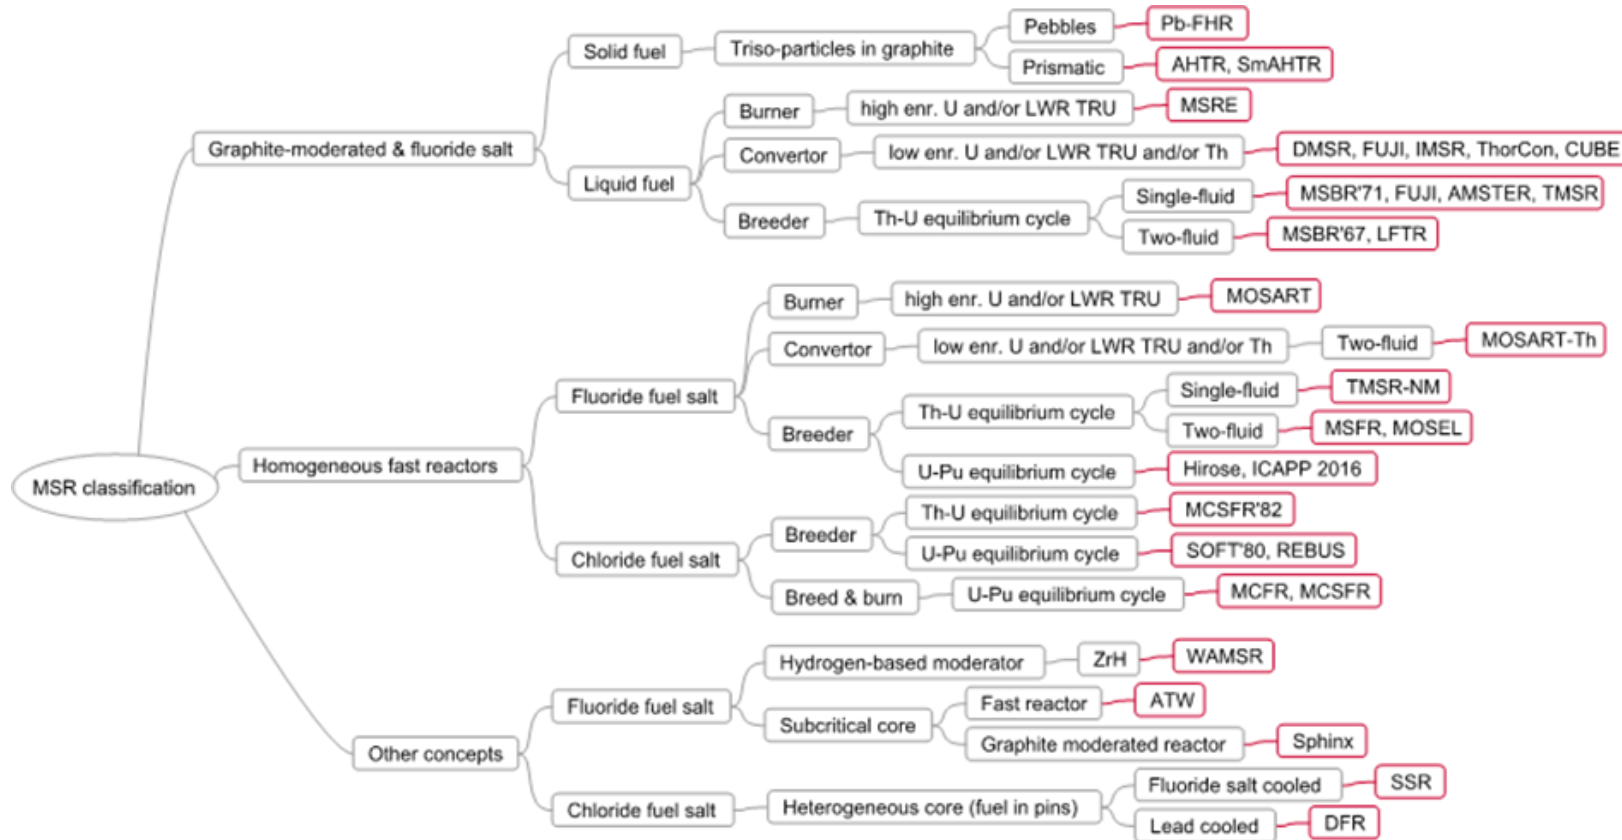 Pebbles
Pb-FHR
Solid fuel
Triso-particles in graphite
Prismatic
AHTR, SmAHTR
Burner
high enr. U and/or LWR TRU
MSRE
Graphite-moderated & fluoride salt
Convertor
low enr. U and/or LWR TRU and/or Th
DMSR, FUJI, IMSR, ThorCon, CUBE
Liquid fuel
Single-fluid
MSBR'71, FUJI, AMSTER, TMSR
Breeder
Th-U equilibrium cycle
Two-fluid
MSBR'67, LFTR
Burner
high enr. U and/or LWR TRU
MOSART
Convertor
low enr. U and/or LWR TRU and/or Th
Two-fluid
MOSART-Th
Fluoride fuel salt
Single-fluid
TMSR-NM
Th-U equilibrium cycle
Two-fluid
MSFR, MOSEL
Breeder
Homogeneous fast reactors
U-Pu equilibrium cycle
Hirose, ICAPP 2016
MSR classification
Th-U equilibrium cycle
MCSFR'82
Breeder
U-Pu equilibrium cycle
SOFT'80, REBUS
Chloride fuel salt
Breed & burn
U-Pu equilibrium cycle
MCFR, MCSFR
Hydrogen-based moderator
ZrH
WAMSR
Fluoride fuel salt
Fast reactor
ATW
Subcritical core
Graphite moderated reactor
Sphinx
Other concepts
Fluoride salt cooled
SSR
Chloride fuel salt
Heterogeneous core (fuel in pins)
Lead cooled
DFR